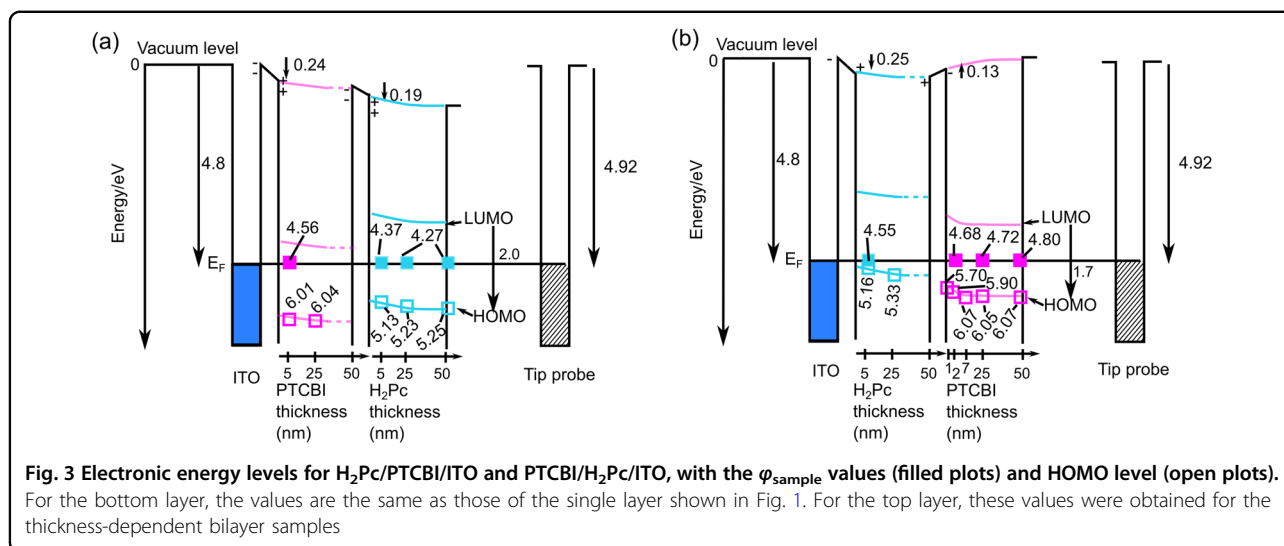 (a)
Vacuum level
0
0.24
0.19
4.8
4.92
Energy/eV
LUMO
4.56
4.37
4.27
2.0
E_F
6.01
6.04
5.13
5.23
5.25
HOMO
5
25
50
5
25
50
ITO
PTCBI
thickness
(nm)
H₂Pc
thickness
(nm)
Tip probe
(b)
Vacuum level
0
0.25
0.13
4.8
4.92
Energy/eV
LUMO
4.55
4.68
4.72
4.80
E_F
5.16
5.33
5.70
5.90
1.7
6.07
6.05
6.07
HOMO
5
25
50
1
2
7
25
50
ITO
H₂Pc
thickness
(nm)
PTCBI
thickness
(nm)
Tip probe
Fig. 3 Electronic energy levels for H₂Pc/PTCBI/ITO and PTCBI/H₂Pc/ITO, with the φ_sample values (filled plots) and HOMO level (open plots).
For the bottom layer, the values are the same as those of the single layer shown in Fig. 1. For the top layer, these values were obtained for the
thickness-dependent bilayer samples